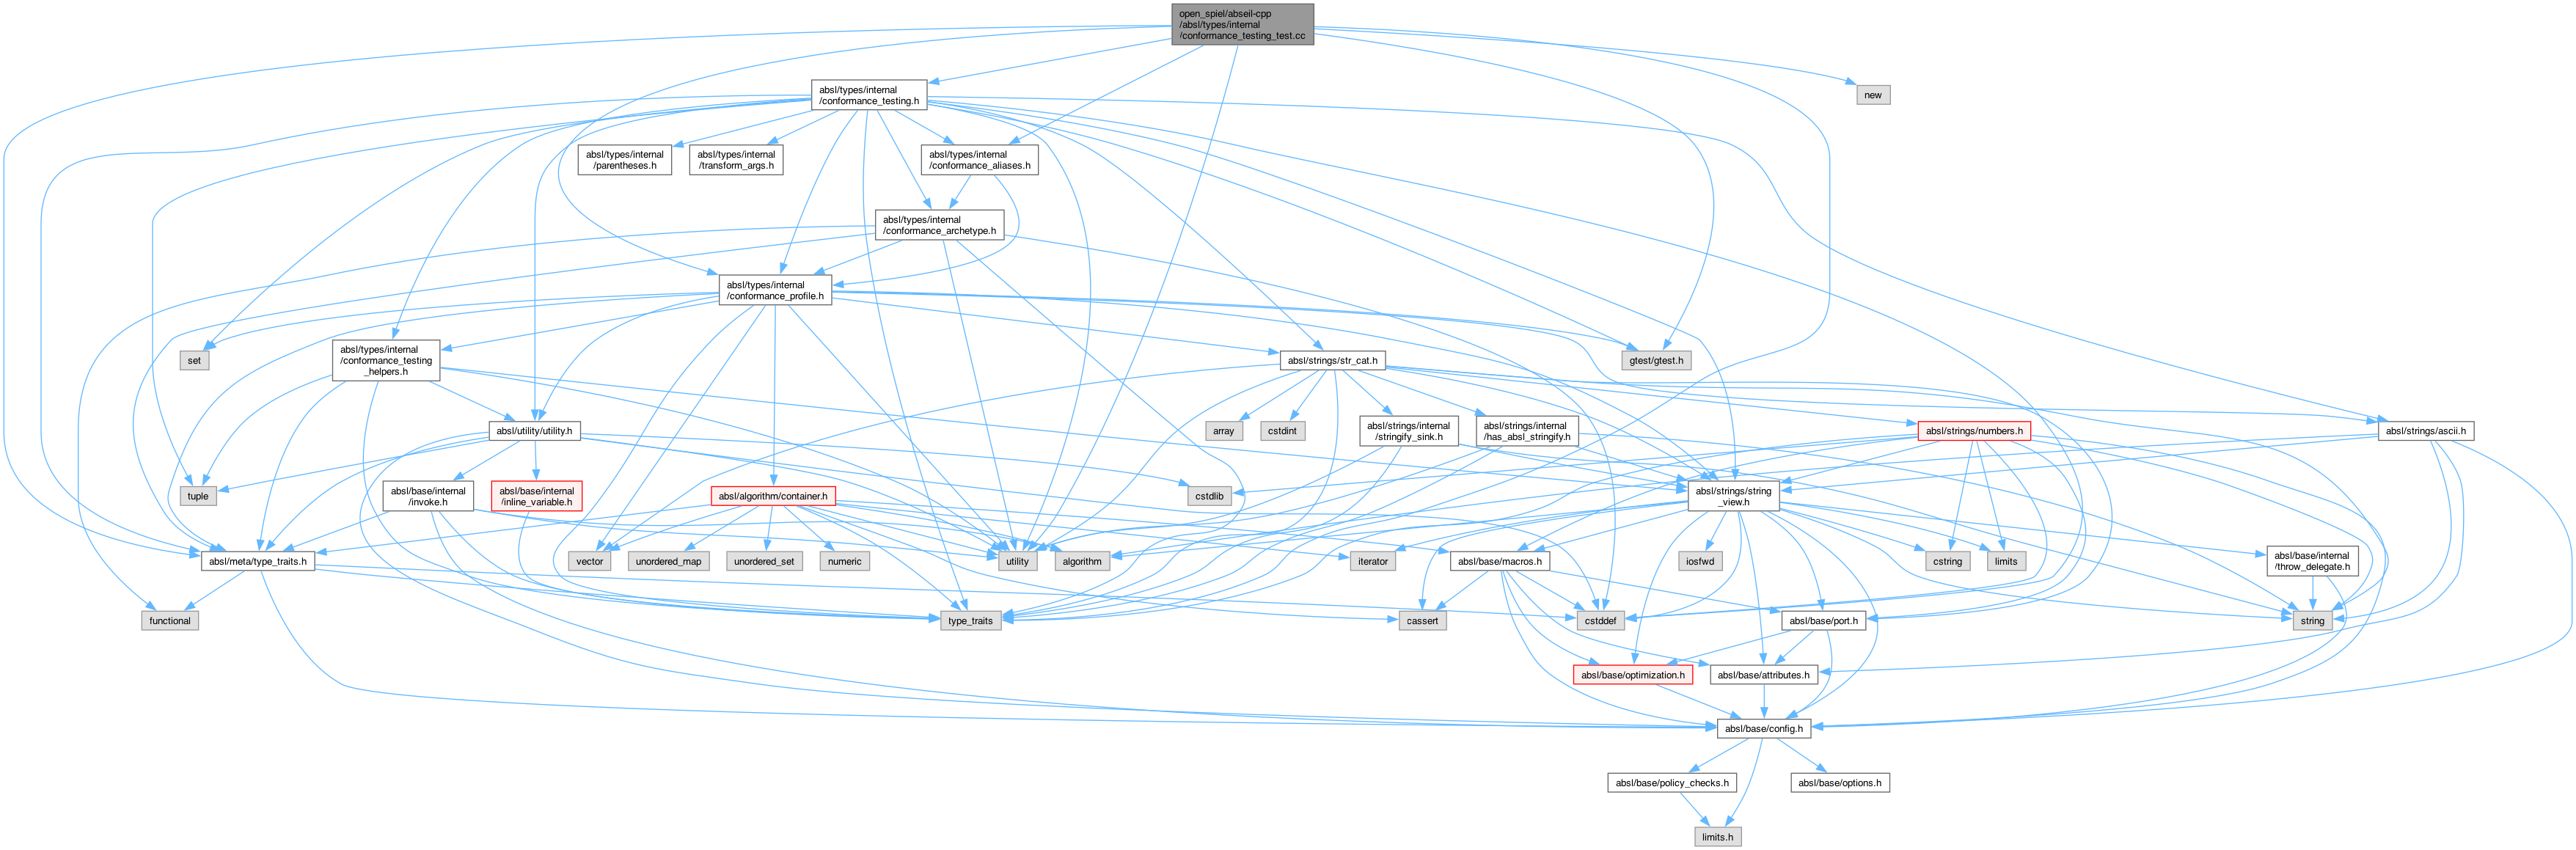 open_spiel/abseil-cpp
/absl/types/internal
/conformance_testing_test.cc
absl/types/internal
/conformance_testing.h
new
absl/types/internal
/parentheses.h
absl/types/internal
/transform_args.h
absl/types/internal
/conformance_aliases.h
absl/types/internal
/conformance_archetype.h
absl/types/internal
/conformance_profile.h
set
absl/types/internal
/conformance_testing
_helpers.h
absl/strings/str_cat.h
gtest/gtest.h
absl/utility/utility.h
array
cstdint
absl/strings/internal
/stringify_sink.h
absl/strings/internal
/has_absl_stringify.h
absl/strings/numbers.h
absl/strings/ascii.h
tuple
absl/base/internal
/invoke.h
absl/base/internal
/inline_variable.h
absl/algorithm/container.h
cstdlib
absl/strings/string
_view.h
absl/meta/type_traits.h
vector
unordered_map
unordered_set
numeric
utility
algorithm
iterator
absl/base/macros.h
iosfwd
cstring
limits
absl/base/internal
/throw_delegate.h
functional
type_traits
cassert
cstddef
absl/base/port.h
string
absl/base/optimization.h
absl/base/attributes.h
absl/base/config.h
absl/base/policy_checks.h
absl/base/options.h
limits.h